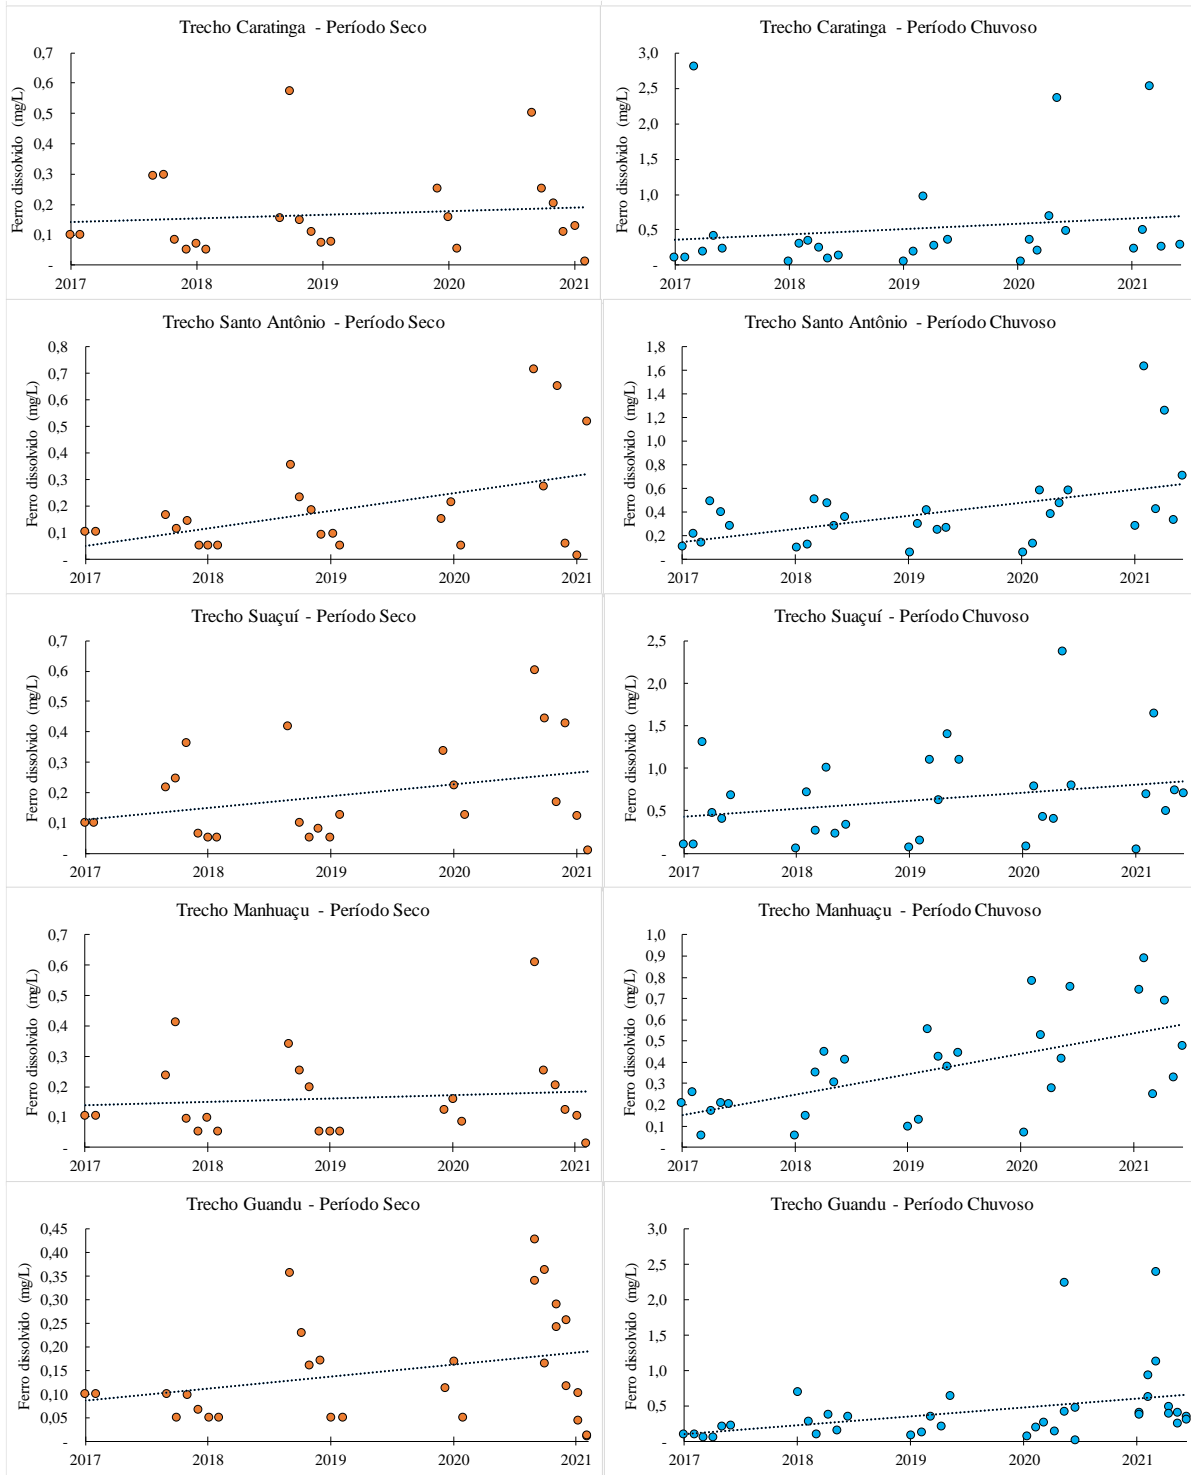 Trecho Caratinga - Período Seco
Ferro dissolvido (mg/L)
0,7
0,6
0,5
0,4
0,3
0,2
0,1
-
2017 2018 2019 2020 2021
Trecho Caratinga - Período Chuvoso
Ferro dissolvido (mg/L)
3,0
2,5
2,0
1,5
1,0
0,5
-
2017 2018 2019 2020 2021
Trecho Santo Antônio - Período Seco
Ferro dissolvido (mg/L)
0,8
0,7
0,6
0,5
0,4
0,3
0,2
0,1
-
2017 2018 2019 2020 2021
Trecho Santo Antônio - Período Chuvoso
Ferro dissolvido (mg/L)
1,8
1,6
1,4
1,2
1,0
0,8
0,6
0,4
0,2
-
2017 2018 2019 2020 2021
Trecho Suaçuí - Período Seco
Ferro dissolvido (mg/L)
0,7
0,6
0,5
0,4
0,3
0,2
0,1
-
2017 2018 2019 2020 2021
Trecho Suaçuí - Período Chuvoso
Ferro dissolvido (mg/L)
2,5
2,0
1,5
1,0
0,5
-
2017 2018 2019 2020 2021
Trecho Manhuaçu - Período Seco
Ferro dissolvido (mg/L)
0,7
0,6
0,5
0,4
0,3
0,2
0,1
-
2017 2018 2019 2020 2021
Trecho Manhuaçu - Período Chuvoso
Ferro dissolvido (mg/L)
1,0
0,9
0,8
0,7
0,6
0,5
0,4
0,3
0,2
0,1
-
2017 2018 2019 2020 2021
Trecho Guandu - Período Seco
Ferro dissolvido (mg/L)
0,45
0,40
0,35
0,30
0,25
0,20
0,15
0,10
0,05
-
2017 2018 2019 2020 2021
Trecho Guandu - Período Chuvoso
Ferro dissolvido (mg/L)
3,0
2,5
2,0
1,5
1,0
0,5
-
2017 2018 2019 2020 2021